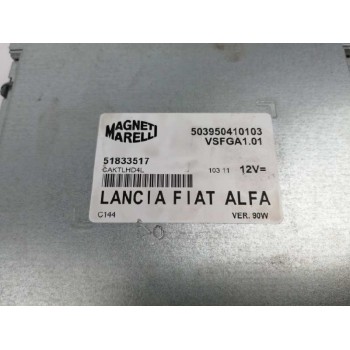 MAGNETI
MARELLI
503950410103
VSFGA1.01
51833517
CAKTLHD4L
103 11 12V=
LANCIA FIAT ALFA
C144 VER. 90W